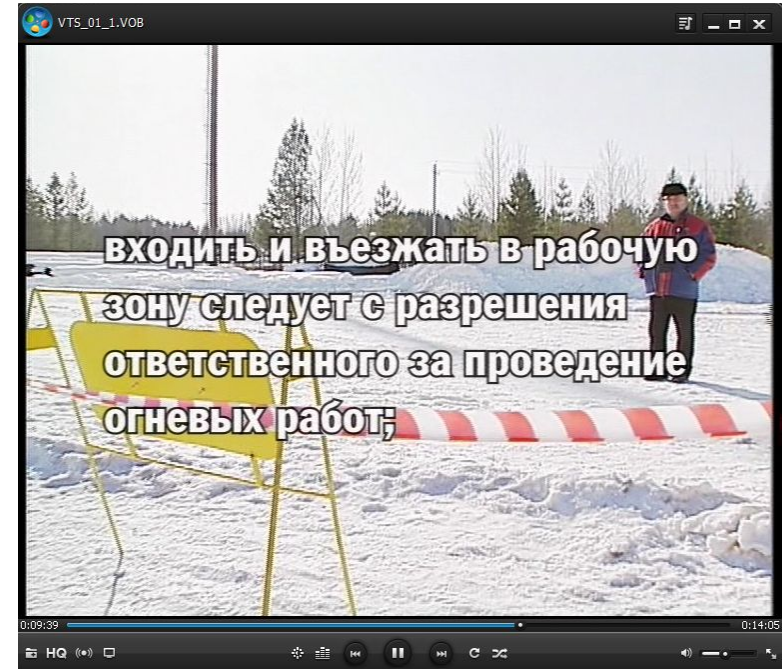 VTS_01_1.VOB
входить и въезжать в рабочую
зону следует с разрешения
ответственного за проведение
огневых работ;
0:09:39
0:14:05
HQ